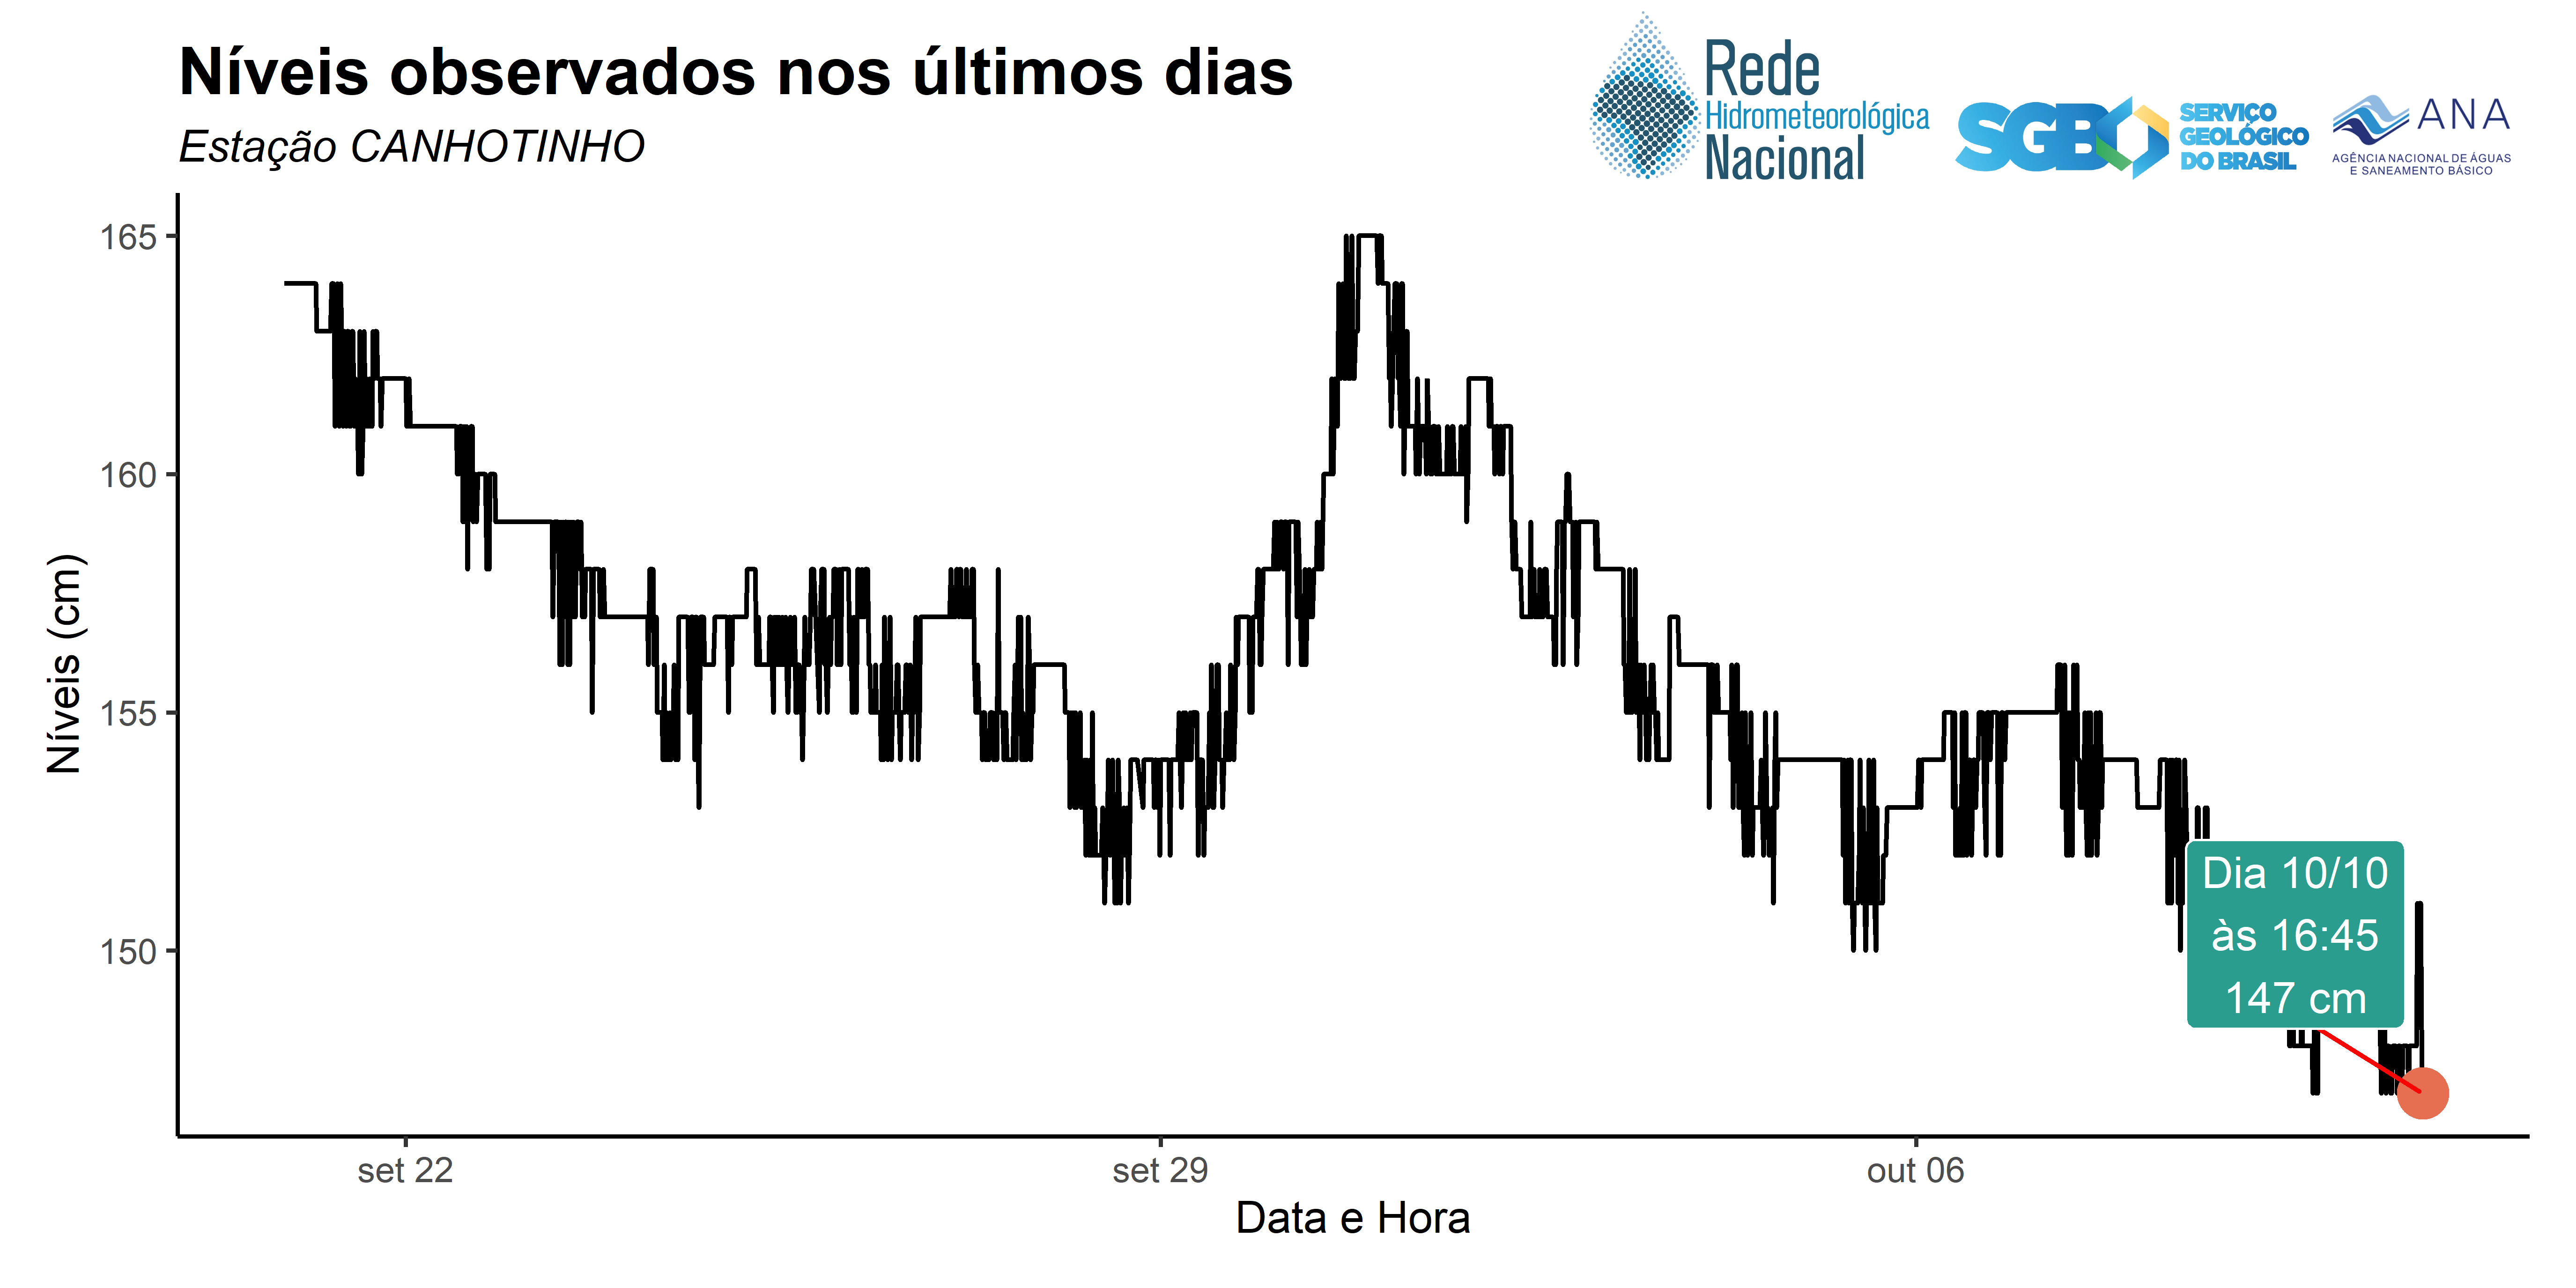 Níveis observados nos últimos dias
Estação CANHOTINHO
Rede
Hidrometeorológica
Nacional
SGB
SERVIÇO
GEOLÓGICO
DO BRASIL
ANA
AGÊNCIA NACIONAL DE ÁGUAS
E SANEAMENTO BÁSICO
Níveis (cm)
165
160
155
150
Dia 10/10
às 16:45
147 cm
set 22
set 29
out 06
Data e Hora